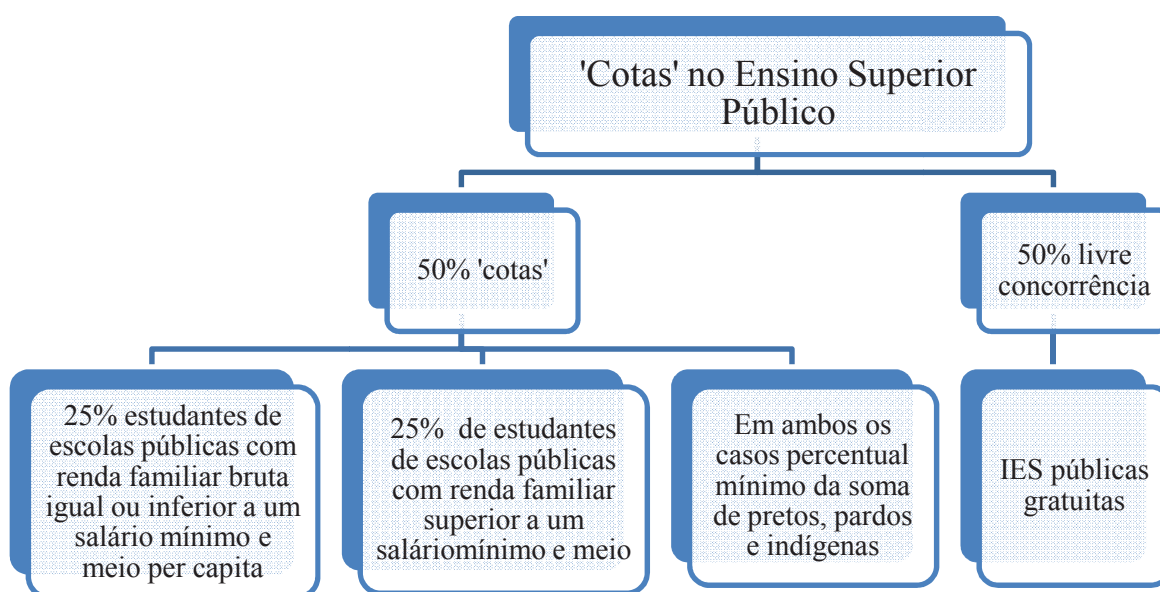 'Cotas' no Ensino Superior
Público
50% 'cotas'
50% livre
concorrência
25% estudantes de
escolas públicas com
renda familiar bruta
igual ou inferior a um
salário mínimo e
meio per capita
25%  de estudantes
de escolas públicas
com renda familiar
superior a um
saláriomínimo e meio
Em ambos os
casos percentual
mínimo da soma
de pretos, pardos
e indígenas
IES públicas
gratuitas